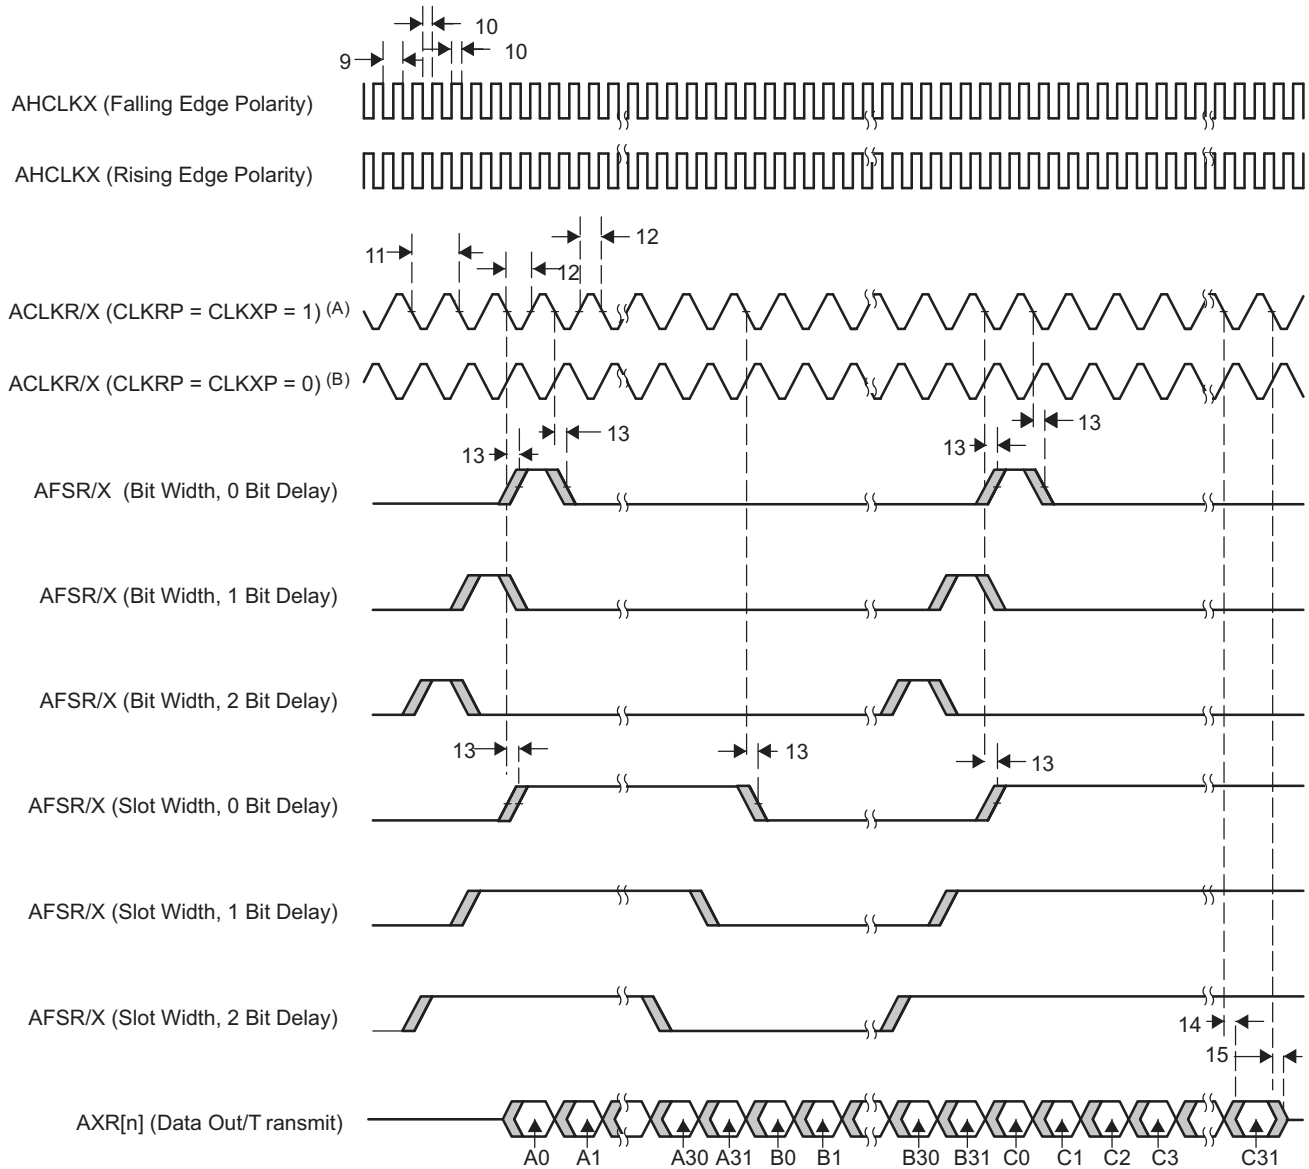 10
9
10
AHCLKX (Falling Edge Polarity)
AHCLKX (Rising Edge Polarity)
11
12
12
ACLKR/X (CLKRP = CLKXP = 1) (A)
ACLKR/X (CLKRP = CLKXP = 0) (B)
13
13
13
13
AFSR/X (Bit Width, 0 Bit Delay)
AFSR/X (Bit Width, 1 Bit Delay)
AFSR/X (Bit Width, 2 Bit Delay)
13
13
13
AFSR/X (Slot Width, 0 Bit Delay)
AFSR/X (Slot Width, 1 Bit Delay)
AFSR/X (Slot Width, 2 Bit Delay)
14
15
AXR[n] (Data Out/T ransmit)
A0 A1 A30 A31 B0 B1 B30 B31 C0 C1 C2 C3 C31